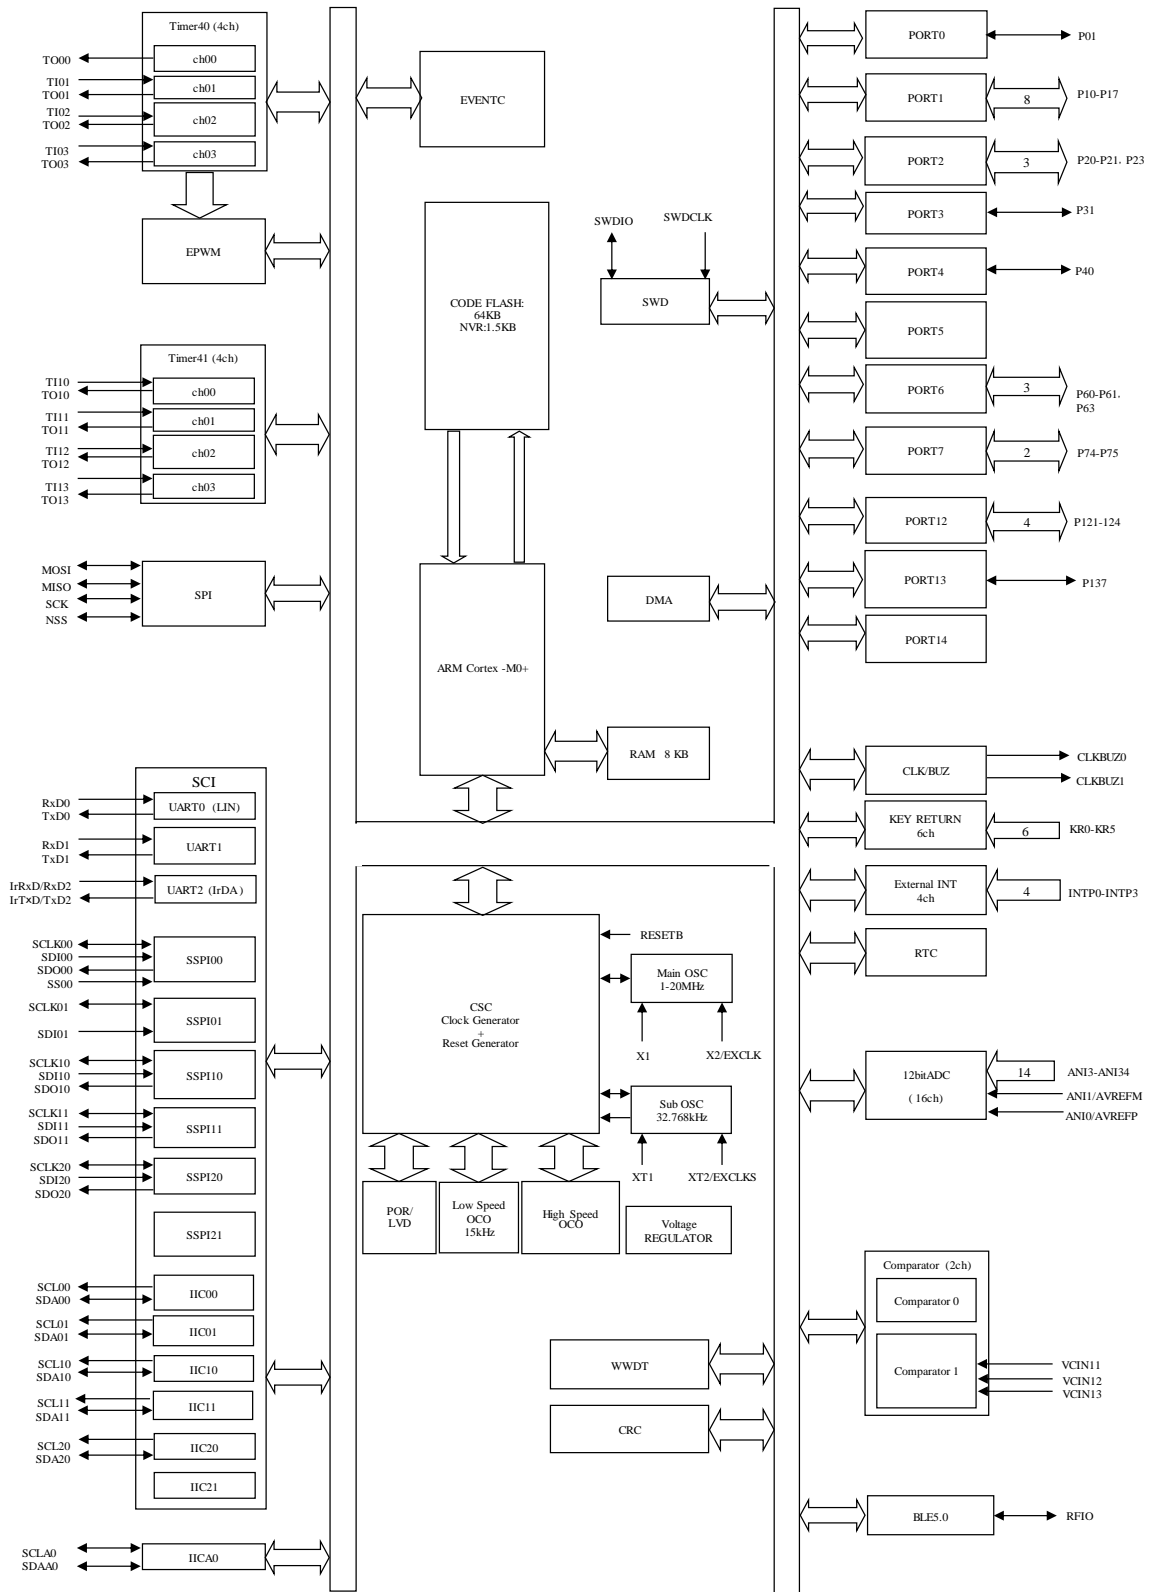 Timer40 (4ch)
TO00
ch00
TI01
TO01
ch01
TI02
TO02
ch02
TI03
TO03
ch03
EPWM
Timer41 (4ch)
TI10
TO10
ch00
TI11
TO11
ch01
TI12
TO12
ch02
TI13
TO13
ch03
MOSI
MISO
SCK
NSS
SPI
SCI
RxD0
TxD0
UART0 (LIN)
RxD1
TxD1
UART1
IrRxD/RxD2
IrTxD/TxD2
UART2 (IrDA)
SCLK00
SDI00
SDO00
SS00
SSPI00
SCLK01
SDI01
SSPI01
SCLK10
SDI10
SDO10
SSPI10
SCLK11
SDI11
SDO11
SSPI11
SCLK20
SDI20
SDO20
SSPI20
SSPI21
SCL00
SDA00
IIC00
SCL01
SDA01
IIC01
SCL10
SDA10
IIC10
SCL11
SDA11
IIC11
SCL20
SDA20
IIC20
IIC21
SCLA0
SDAA0
IICA0
EVENTC
CODE FLASH:
64KB
NVR:1.5KB
SWDIO
SWDCLK
SWD
ARM Cortex -M0+
DMA
RAM 8 KB
CSC
Clock Generator
+
Reset Generator
RESETB
Main OSC
1-20MHz
X1
X2/EXCLK
Sub OSC
32.768kHz
XT1
XT2/EXCLKS
POR/
LVD
Low Speed
OCO
15kHz
High Speed
OCO
Voltage
REGULATOR
WWDT
CRC
PORT0
P01
PORT1
8
P10-P17
PORT2
3
P20-P21, P23
PORT3
P31
PORT4
P40
PORT5
PORT6
3
P60-P61,
P63
PORT7
2
P74-P75
PORT12
4
P121-124
PORT13
P137
PORT14
CLK/BUZ
CLKBUZ0
CLKBUZ1
KEY RETURN
6ch
6
KR0-KR5
External INT
4ch
4
INTP0-INTP3
RTC
12bitADC
(16ch)
14
ANI3-ANI34
ANI1/AVREFM
ANI0/AVREFP
Comparator (2ch)
Comparator 0
Comparator 1
VCIN11
VCIN12
VCIN13
BLE5.0
RFIO